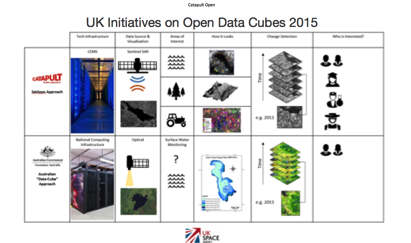 Catapult Open
UK Initiatives on Open Data Cubes 2015
Tech Infrastructure
Data Source &
Visualisation
Areas of
Interest
How it Looks
Change Detection
Who is Interested?
CATAPULT
Approach
CEMS
Sentinel SAR
Time
e.g. 2015
Australian Government
Australian
"Data Cube"
Approach
National Computing
Infrastructure
Optical
Surface Water
Monitoring
?
Time
e.g. 2015
UK
SPACE
AGENCY